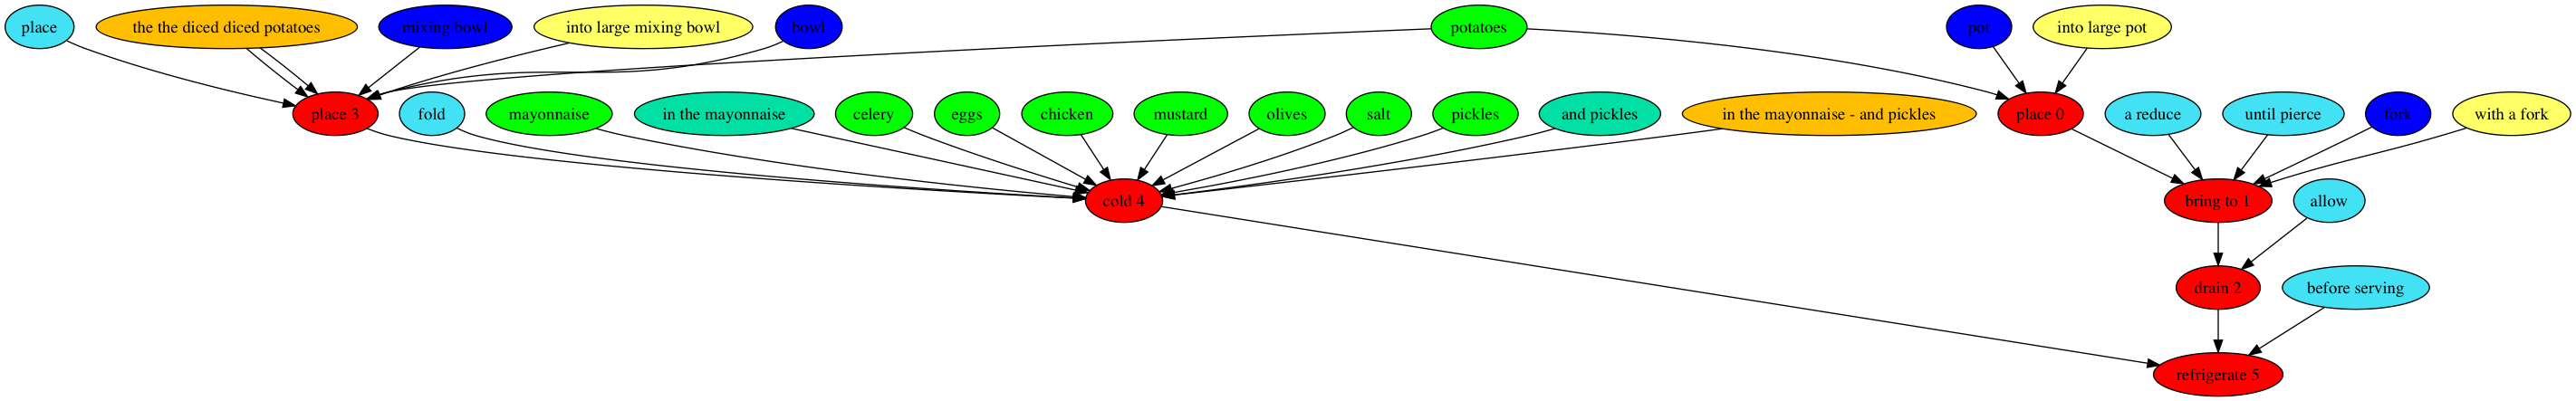 place
the the diced diced potatoes
mixing bowl
into large mixing bowl
bowl
potatoes
pot
into large pot
place 3
fold
mayonnaise
in the mayonnaise
celery
eggs
chicken
mustard
olives
salt
pickles
and pickles
in the mayonnaise - and pickles
place 0
a reduce
until pierce
fork
with a fork
cold 4
bring to 1
allow
drain 2
before serving
refrigerate 5